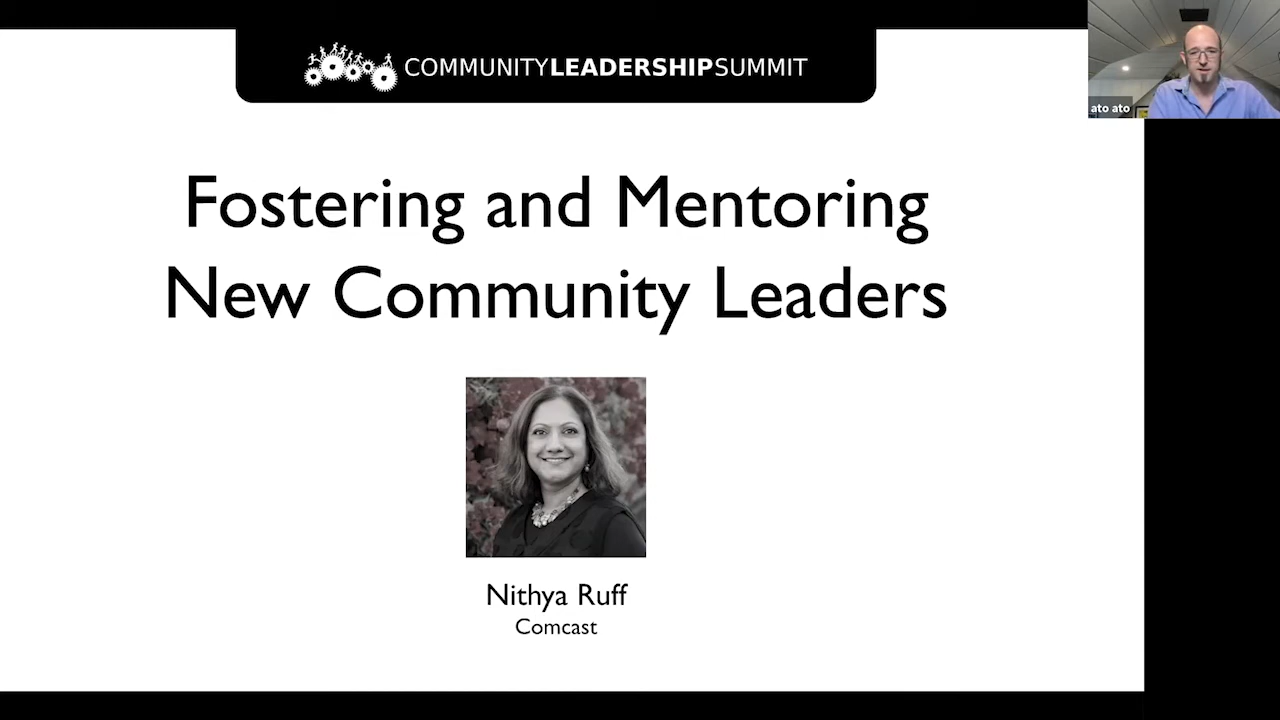 COMMUNITYLEADERSHIPSUMMIT
ato ato
Fostering and Mentoring
New Community Leaders
Nithya Ruff
Comcast